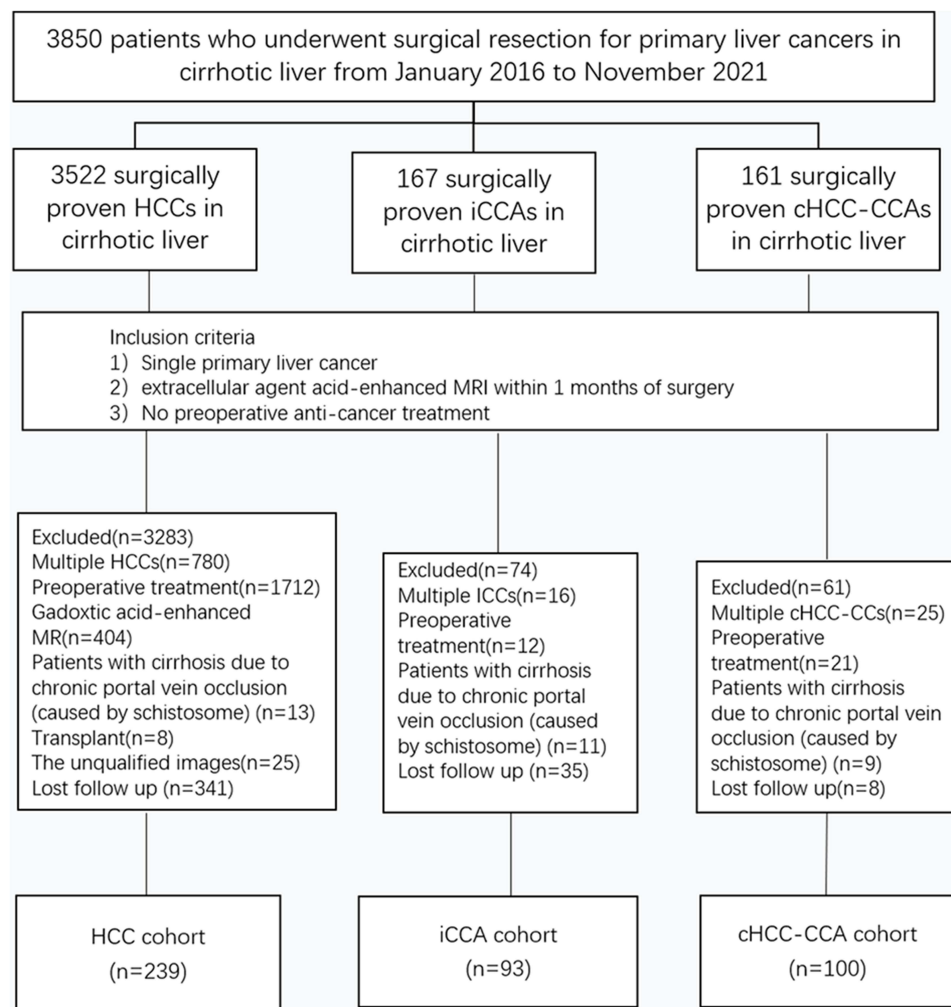 3850 patients who underwent surgical resection for primary liver cancers in
cirrhotic liver from January 2016 to November 2021
3522 surgically
proven HCCs in
cirrhotic liver
167 surgically
proven iCCAs in
cirrhotic liver
161 surgically
proven cHCC-CCAs
in cirrhotic liver
Inclusion criteria
1) Single primary liver cancer
2) extracellular agent acid-enhanced MRI within 1 months of surgery
3) No preoperative anti-cancer treatment
Excluded(n=3283)
Multiple HCCs(n=780)
Preoperative treatment(n=1712)
Gadoxtic acid-enhanced
MR(n=404)
Patients with cirrhosis due to
chronic portal vein occlusion
(caused by schistosome) (n=13)
Transplant(n=8)
The unqualified images(n=25)
Lost follow up (n=341)
Excluded(n=74)
Multiple ICCs(n=16)
Preoperative
treatment(n=12)
Patients with cirrhosis
due to chronic portal
vein occlusion (caused
by schistosome) (n=11)
Lost follow up (n=35)
Excluded(n=61)
Multiple cHCC-CCs(n=25)
Preoperative
treatment(n=21)
Patients with cirrhosis
due to chronic portal vein
occlusion (caused by
schistosome) (n=9)
Lost follow up(n=8)
HCC cohort
(n=239)
iCCA cohort
(n=93)
cHCC-CCA cohort
(n=100)